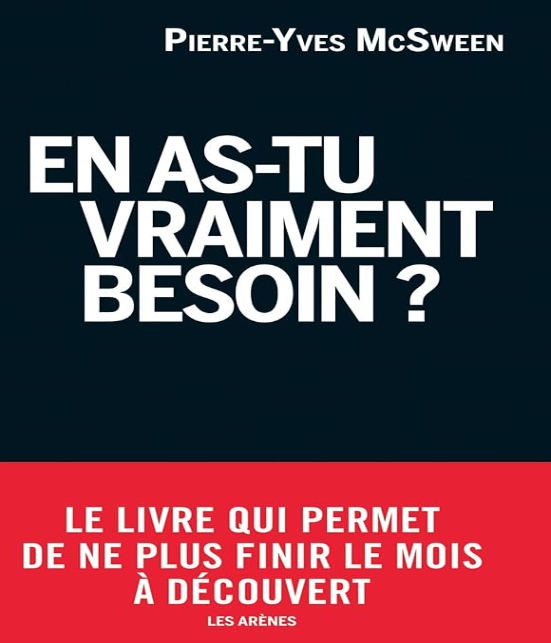 PIERRE-YVES MCSWEEN
EN AS-TU
VRAIMENT
BESOIN ?
LE LIVRE QUI PERMET
DE NE PLUS FINIR LE MOIS
À DÉCOUVERT
LES ARÈNES